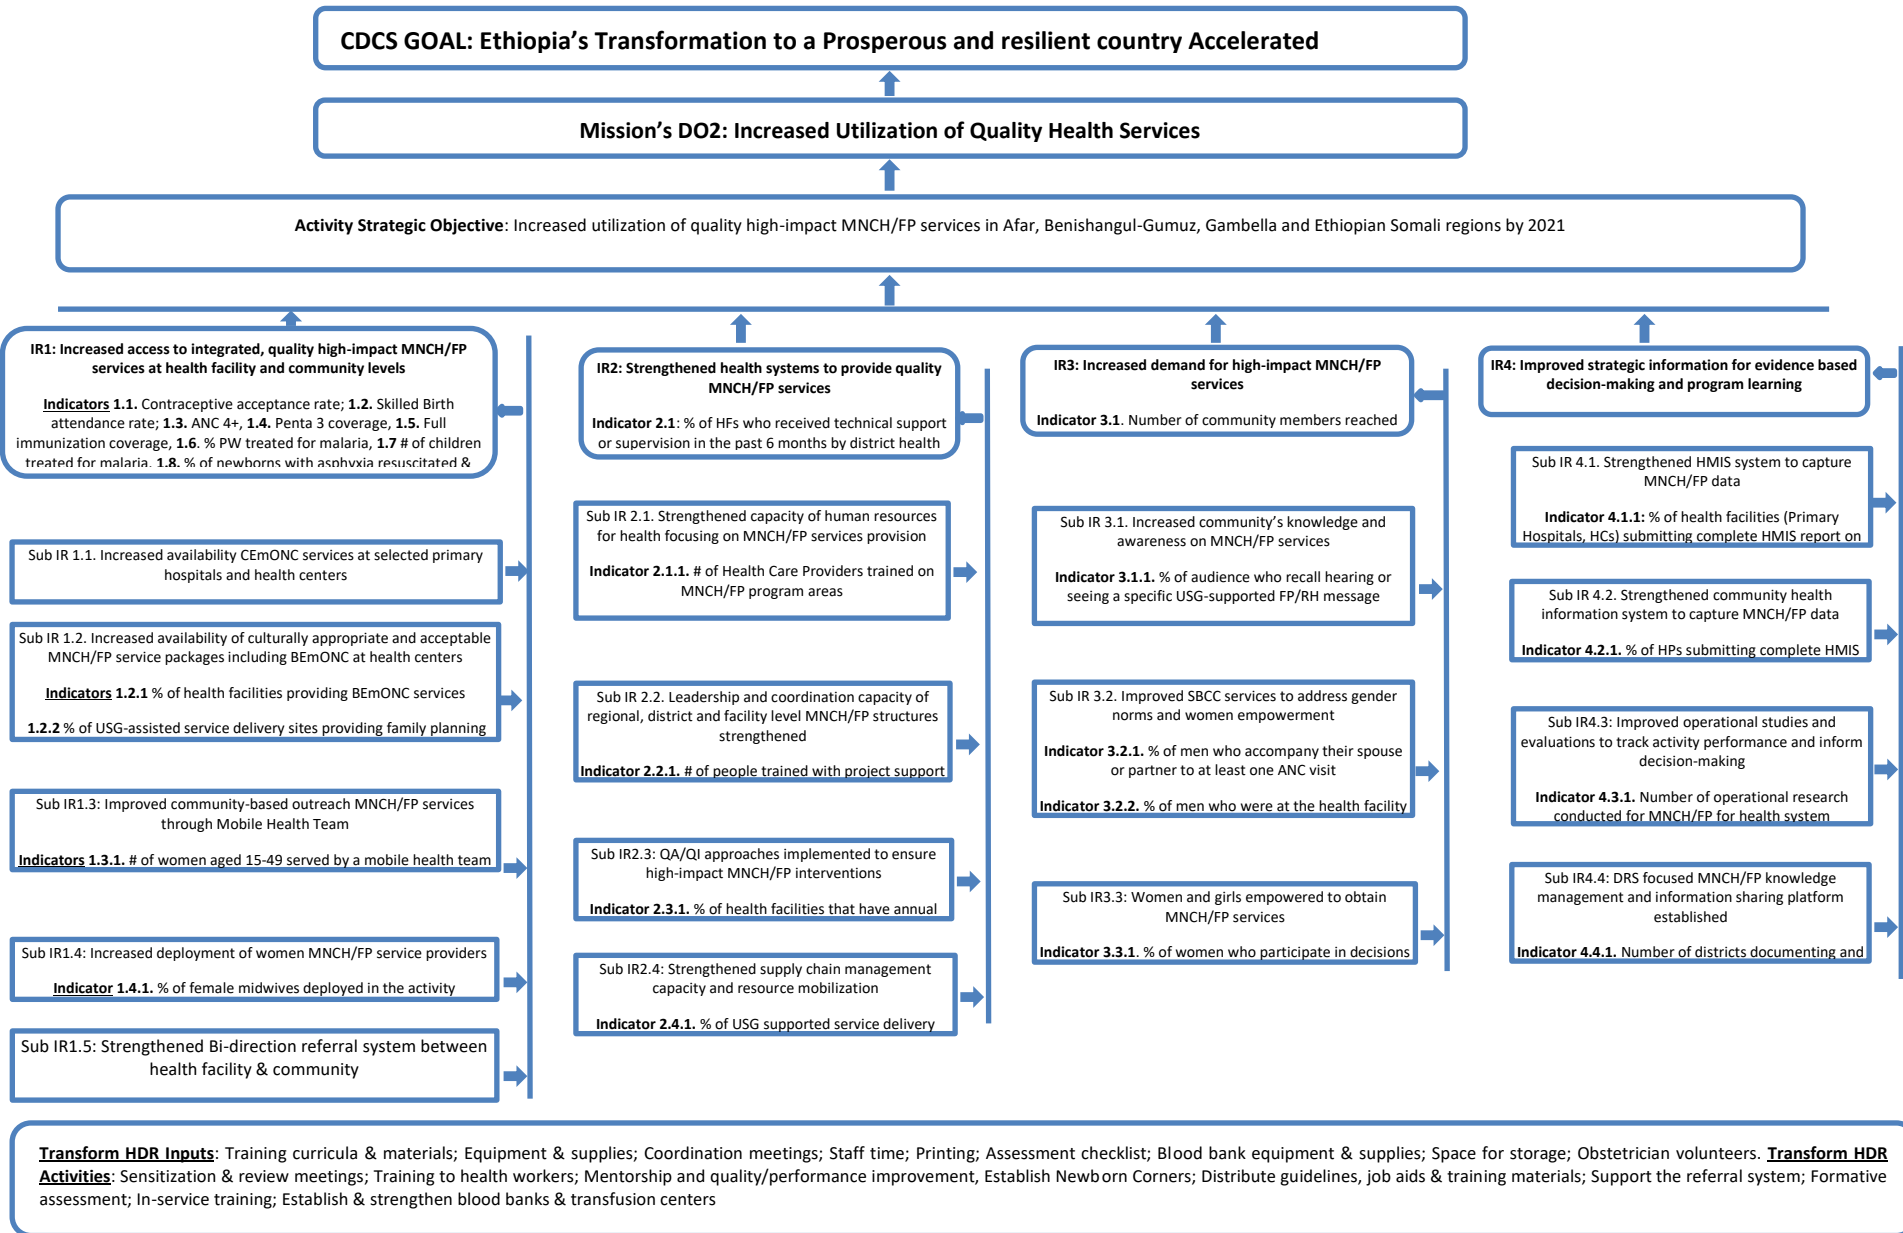 CDCS GOAL: Ethiopia's Transformation to a Prosperous and resilient country Accelerated
Mission's DO2: Increased Utilization of Quality Health Services
Activity Strategic Objective: Increased utilization of quality high-impact MNCH/FP services in Afar, Benishangul-Gumuz, Gambella and Ethiopian Somali regions by 2021
IR1: Increased access to integrated, quality high-impact MNCH/FP
services at health facility and community levels
Indicators 1.1. Contraceptive acceptance rate; 1.2. Skilled Birth
attendance rate; 1.3. ANC 4+, 1.4. Penta 3 coverage, 1.5. Full
immunization coverage, 1.6. % PW treated for malaria, 1.7 # of children
treated for malaria, 1.8. % of newborns with asphyxia resuscitated &
Sub IR 1.1. Increased availability CEmONC services at selected primary
hospitals and health centers
Sub IR 1.2. Increased availability of culturally appropriate and acceptable
MNCH/FP service packages including BEmONC at health centers
Indicators 1.2.1 % of health facilities providing BEmONC services
1.2.2 % of USG-assisted service delivery sites providing family planning
Sub IR1.3: Improved community-based outreach MNCH/FP services
through Mobile Health Team
Indicators 1.3.1. # of women aged 15-49 served by a mobile health team
Sub IR1.4: Increased deployment of women MNCH/FP service providers
Indicator 1.4.1. % of female midwives deployed in the activity
Sub IR1.5: Strengthened Bi-direction referral system between
health facility & community
IR2: Strengthened health systems to provide quality
MNCH/FP services
Indicator 2.1: % of HFs who received technical support
or supervision in the past 6 months by district health
Sub IR 2.1. Strengthened capacity of human resources
for health focusing on MNCH/FP services provision
Indicator 2.1.1. # of Health Care Providers trained on
MNCH/FP program areas
Sub IR 2.2. Leadership and coordination capacity of
regional, district and facility level MNCH/FP structures
strengthened
Indicator 2.2.1. # of people trained with project support
Sub IR2.3: QA/QI approaches implemented to ensure
high-impact MNCH/FP interventions
Indicator 2.3.1. % of health facilities that have annual
Sub IR2.4: Strengthened supply chain management
capacity and resource mobilization
Indicator 2.4.1. % of USG supported service delivery
IR3: Increased demand for high-impact MNCH/FP
services
Indicator 3.1. Number of community members reached
Sub IR 3.1. Increased community's knowledge and
awareness on MNCH/FP services
Indicator 3.1.1. % of audience who recall hearing or
seeing a specific USG-supported FP/RH message
Sub IR 3.2. Improved SBCC services to address gender
norms and women empowerment
Indicator 3.2.1. % of men who accompany their spouse
or partner to at least one ANC visit
Indicator 3.2.2. % of men who were at the health facility
Sub IR3.3: Women and girls empowered to obtain
MNCH/FP services
Indicator 3.3.1. % of women who participate in decisions
IR4: Improved strategic information for evidence based
decision-making and program learning
Sub IR 4.1. Strengthened HMIS system to capture
MNCH/FP data
Indicator 4.1.1: % of health facilities (Primary
Hospitals, HCs) submitting complete HMIS report on
Sub IR 4.2. Strengthened community health
information system to capture MNCH/FP data
Indicator 4.2.1. % of HPs submitting complete HMIS
Sub IR4.3: Improved operational studies and
evaluations to track activity performance and inform
decision-making
Indicator 4.3.1. Number of operational research
conducted for MNCH/FP for health system
Sub IR4.4: DRS focused MNCH/FP knowledge
management and information sharing platform
established
Indicator 4.4.1. Number of districts documenting and
Transform HDR Inputs: Training curricula & materials; Equipment & supplies; Coordination meetings; Staff time; Printing; Assessment checklist; Blood bank equipment & supplies; Space for storage; Obstetrician volunteers. Transform HDR
Activities: Sensitization & review meetings; Training to health workers; Mentorship and quality/performance improvement, Establish Newborn Corners; Distribute guidelines, job aids & training materials; Support the referral system; Formative
assessment; In-service training; Establish & strengthen blood banks & transfusion centers